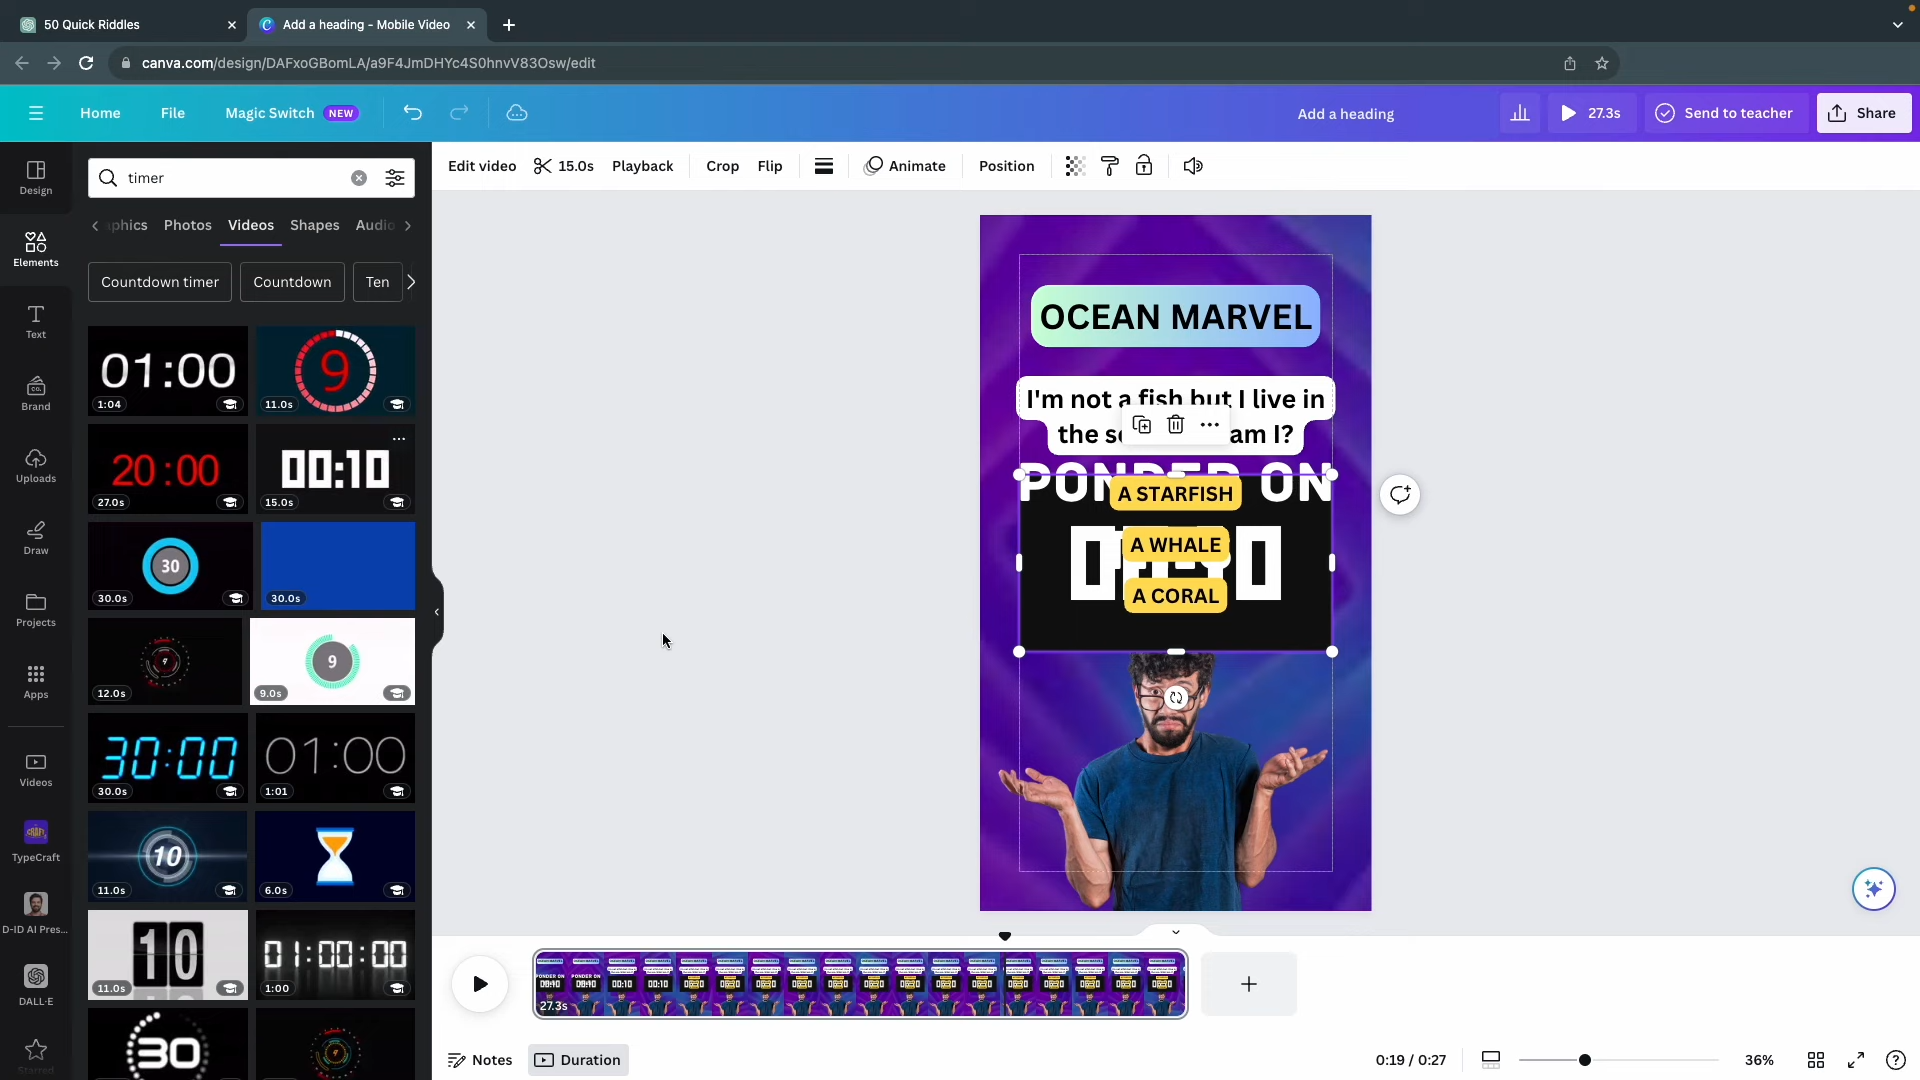 50 Quick Riddles
Add a heading - Mobile Video
canva.com/design/DAFxoGBomLA/a9F4JmDHYc4S0hnvV83Osw/edit
Home
File
Magic Switch NEW
Add a heading
27.3s
Send to teacher
Share
Design
Elements
Text
Brand
Uploads
Draw
Projects
Apps
Videos
TypeCraft
D-ID AI Pres...
DALL·E
Starred
timer
aphics
Photos
Videos
Shapes
Audio
Countdown timer
Countdown
Ten
01:00
1:04
9
11.0s
20:00
27.0s
00:10
15.0s
30
30.0s
30.0s
12.0s
9
9.0s
30:00
30.0s
01:00
1:01
10
11.0s
6.0s
10
11.0s
01:00:00
1:00
30
Edit video
15.0s
Playback
Crop
Flip
Animate
Position
OCEAN MARVEL
I'm not a fish but I live in
the s am I?
PONDER ON
A STARFISH
A WHALE
A CORAL
27.3s
Notes
Duration
0:19 / 0:27
36%